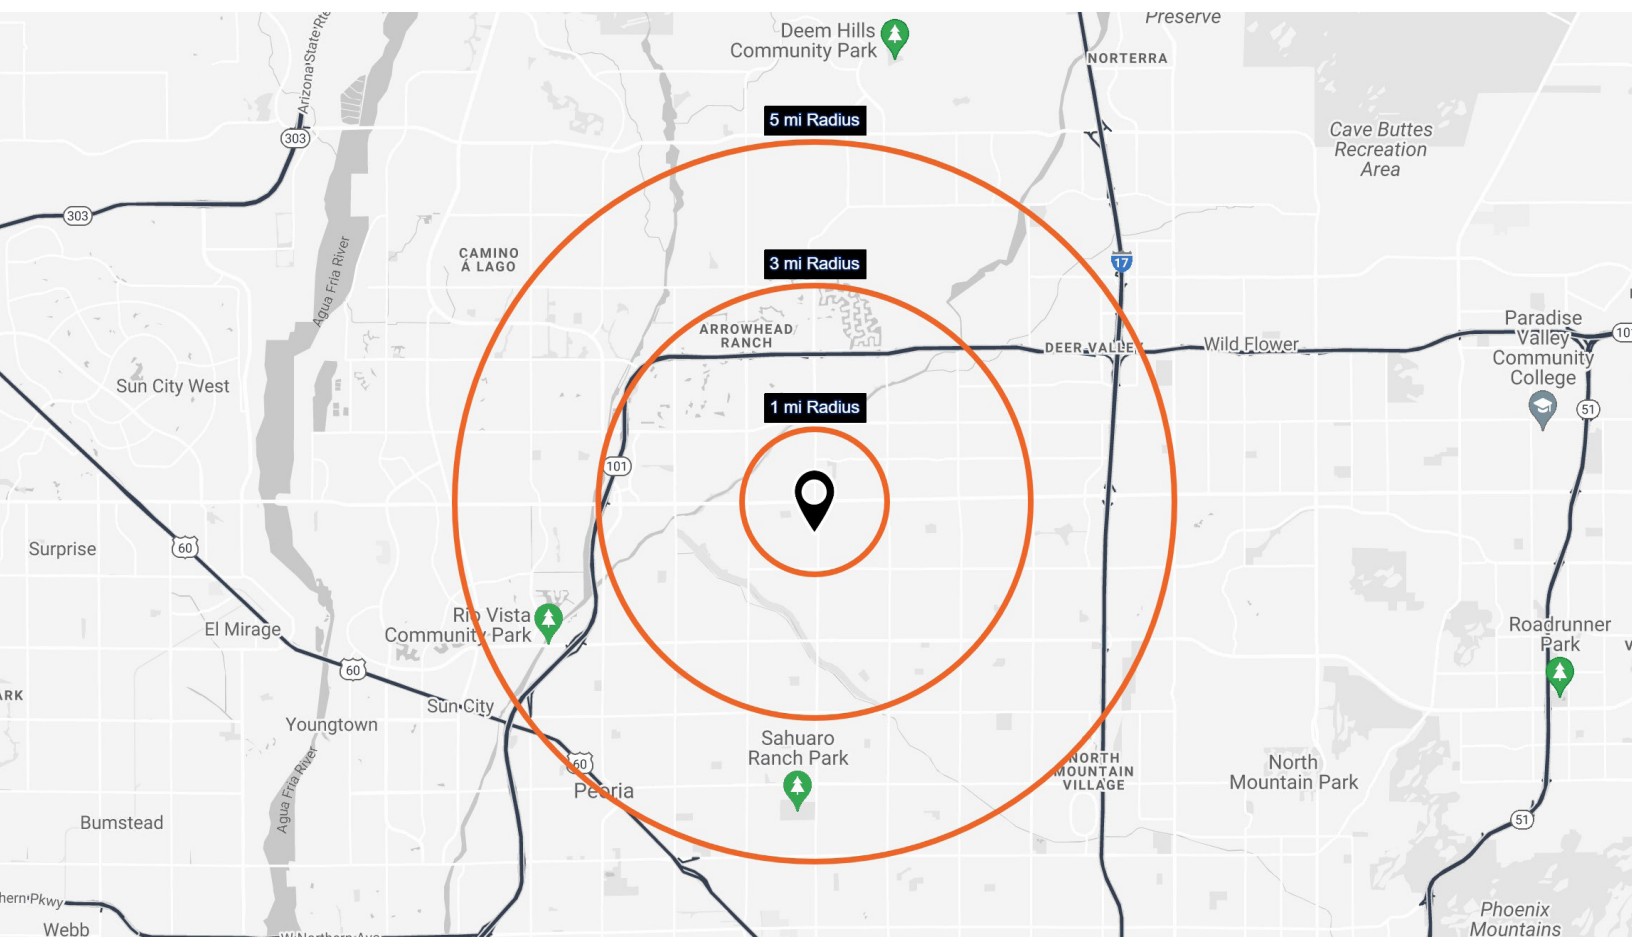 Preserve
Deem Hills
Community Park
NORTERRA
Arizona State Rte
5 mi Radius
303
Cave Buttes
Recreation
Area
303
CAMINO
Á LAGO
3 mi Radius
17
Agua Fria River
ARROWHEAD
RANCH
DEER VALLEY
Wild Flower
Paradise
Valley
Community
College
Sun City West
1 mi Radius
51
101
Surprise
60
Rio Vista
Community Park
El Mirage
Roadrunner
Park
60
Sun City
Youngtown
Sahuaro
Ranch Park
60
Peoria
NORTH
MOUNTAIN
VILLAGE
North
Mountain Park
Agua Fria River
Bumstead
51
Pkwy
Webb
W Northern Ave
Phoenix
Mountains